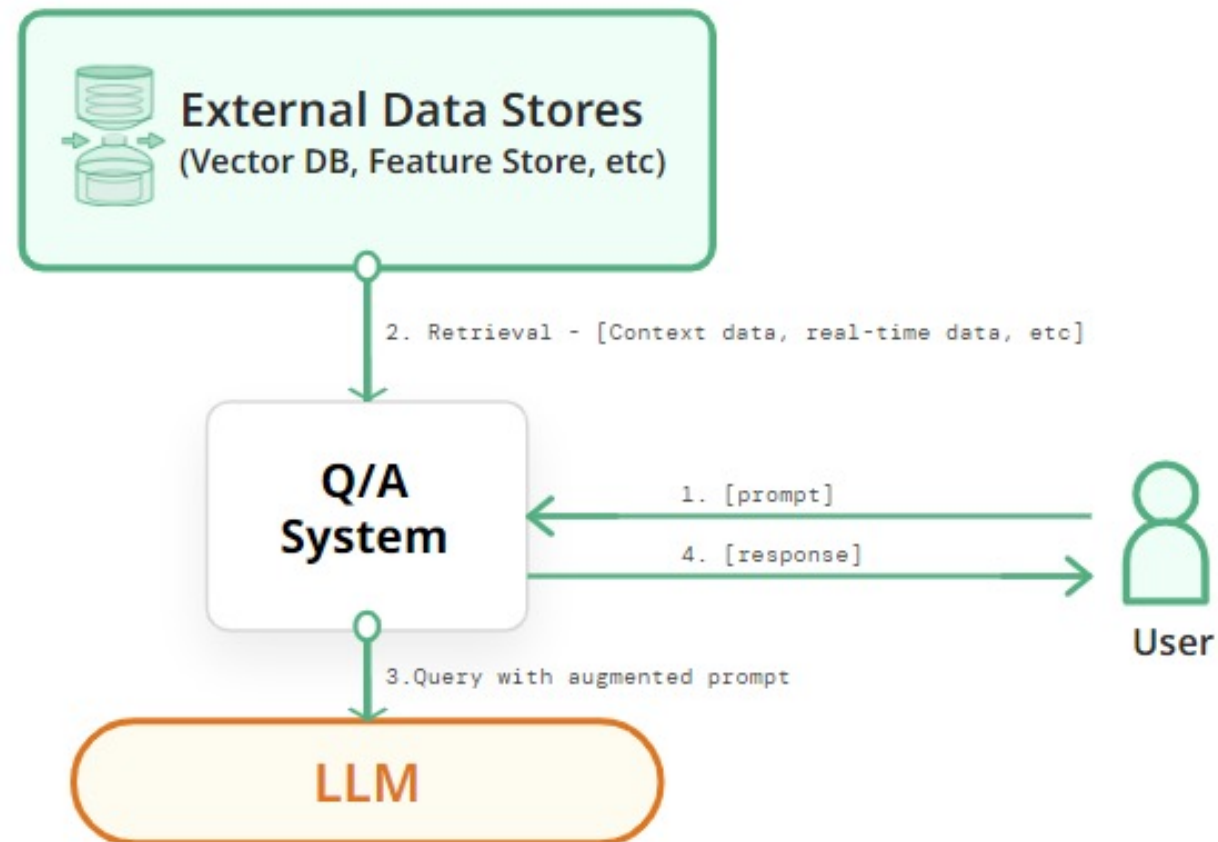 External Data Stores
(Vector DB, Feature Store, etc)
2. Retrieval - [Context data, real-time data, etc]
Q/A
System
1. [prompt]
4. [response]
User
3.Query with augmented prompt
LLM